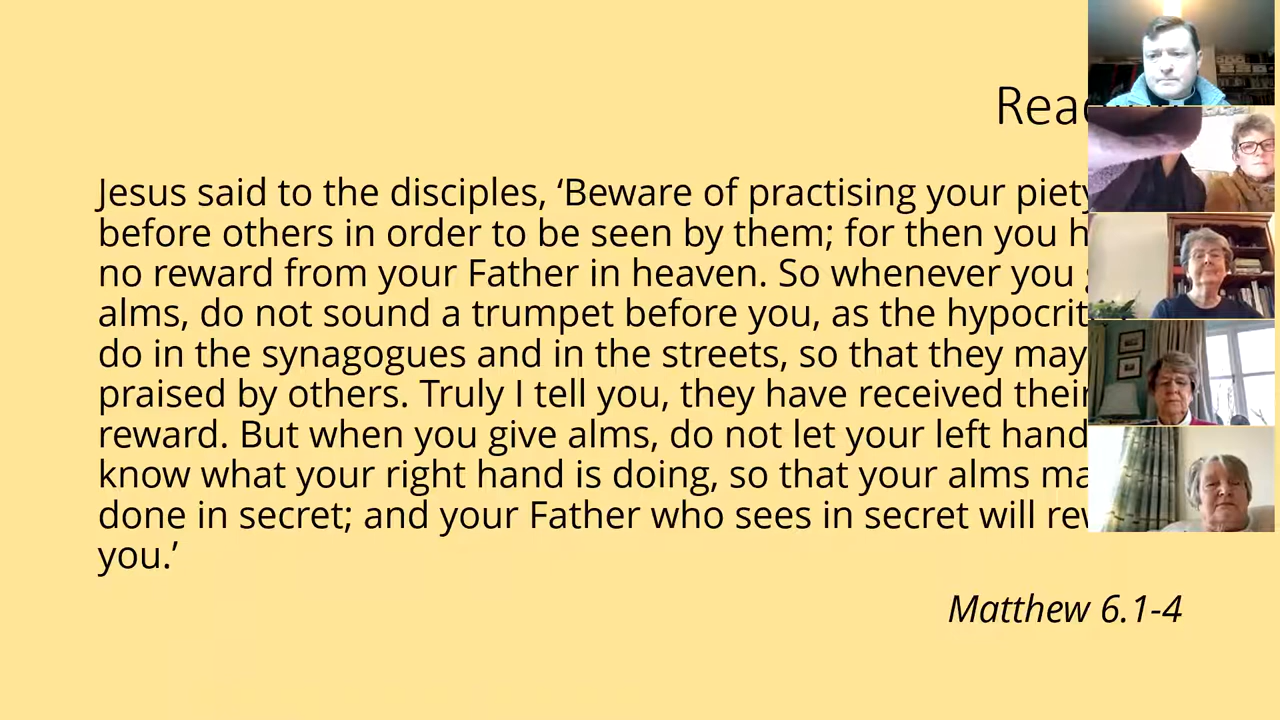 Jesus said to the disciples, ‘Beware of practising your piety
before others in order to be seen by them; for then you
no reward from your Father in heaven. So whenever you
alms, do not sound a trumpet before you, as the
do in the synagogues and in the streets, so that they may
praised by others. Truly I tell you, they have received their
reward. But when you give alms, do not let your left hand
know what your right hand is doing, so that your alms
done in secret; and your Father who sees in secret will
you.’
Matthew 6.1-4